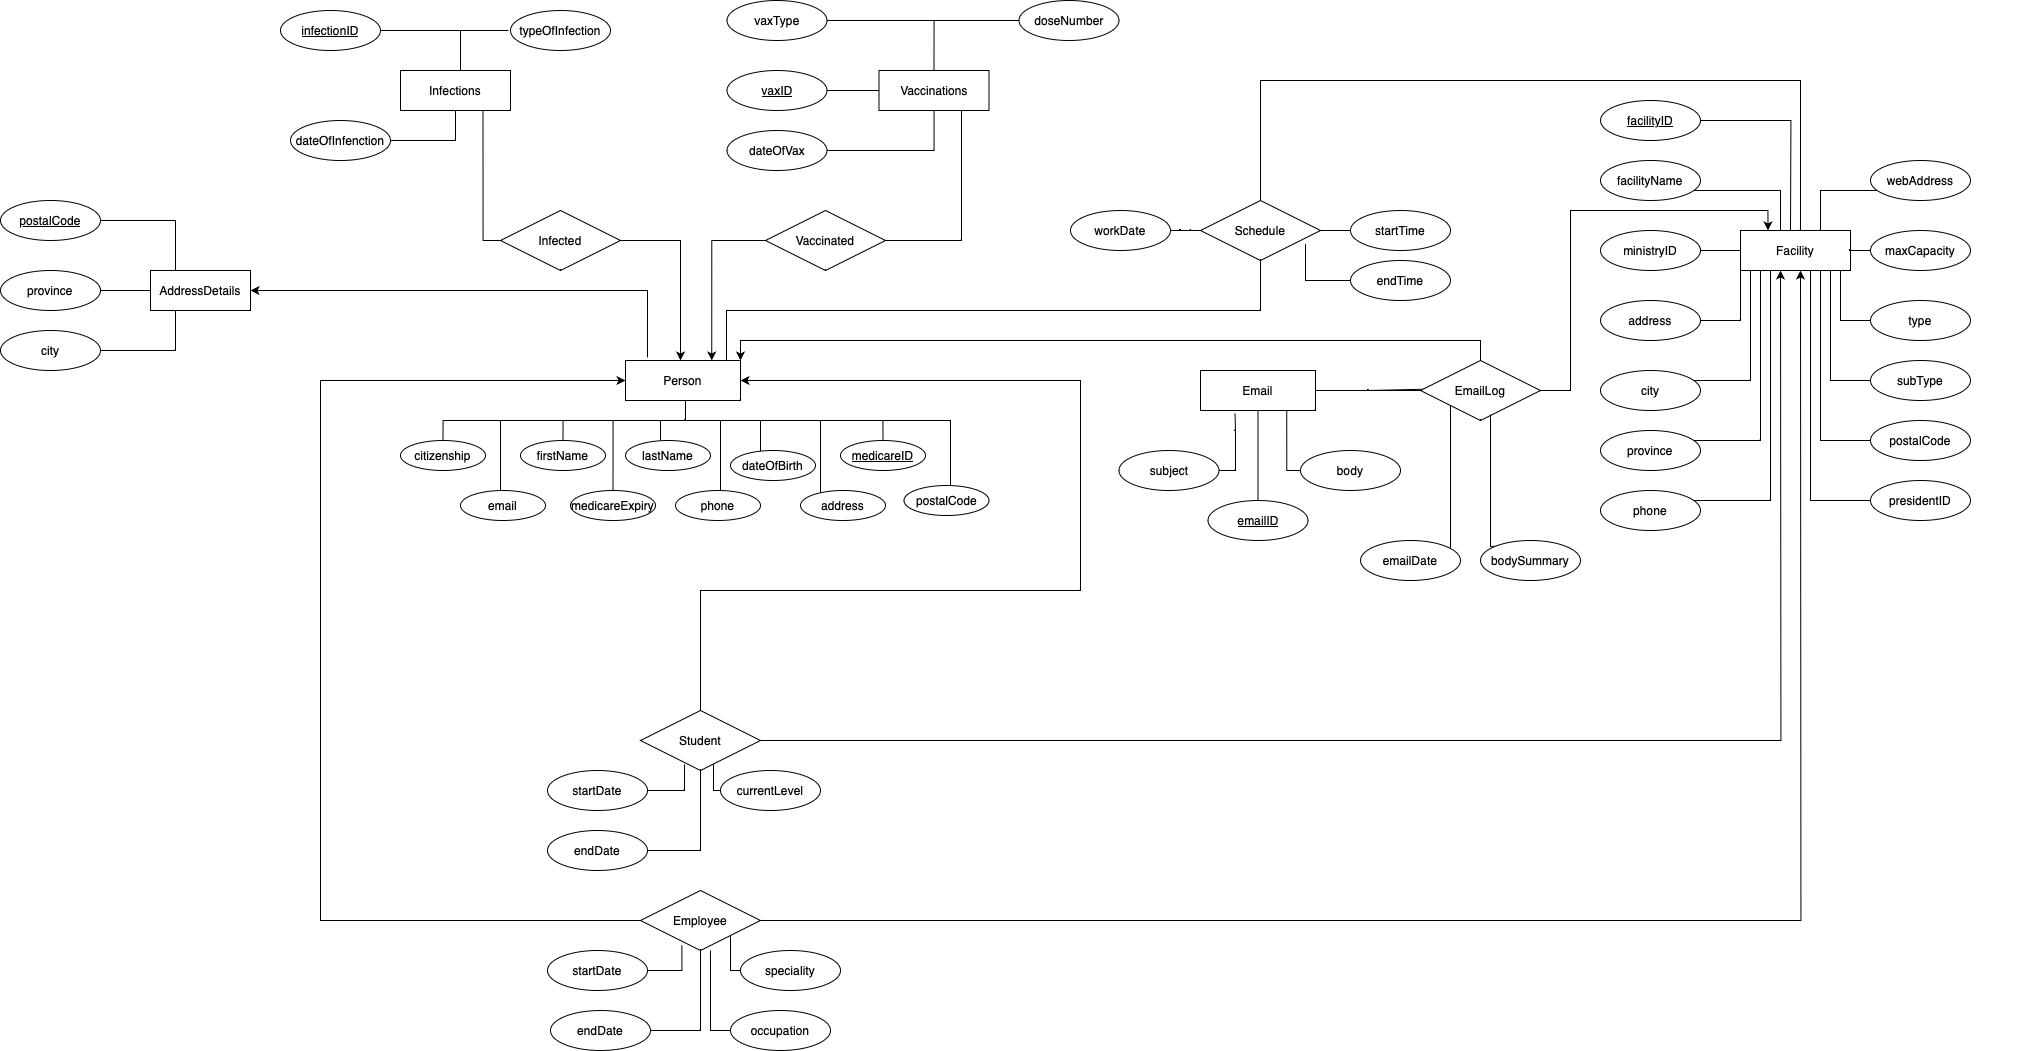 infectionID
typeOfInfection
Infections
dateOfInfenction
vaxType
doseNumber
vaxID
Vaccinations
dateOfVax
postalCode
province
AddressDetails
city
Infected
Vaccinated
workDate
Schedule
startTime
endTime
facilityID
facilityName
webAddress
ministryID
Facility
maxCapacity
address
type
city
subType
province
postalCode
phone
presidentID
Person
citizenship
firstName
lastName
dateOfBirth
medicareID
email
medicareExpiry
phone
address
postalCode
Email
EmailLog
subject
body
emailID
emailDate
bodySummary
Student
startDate
currentLevel
endDate
Employee
startDate
speciality
endDate
occupation